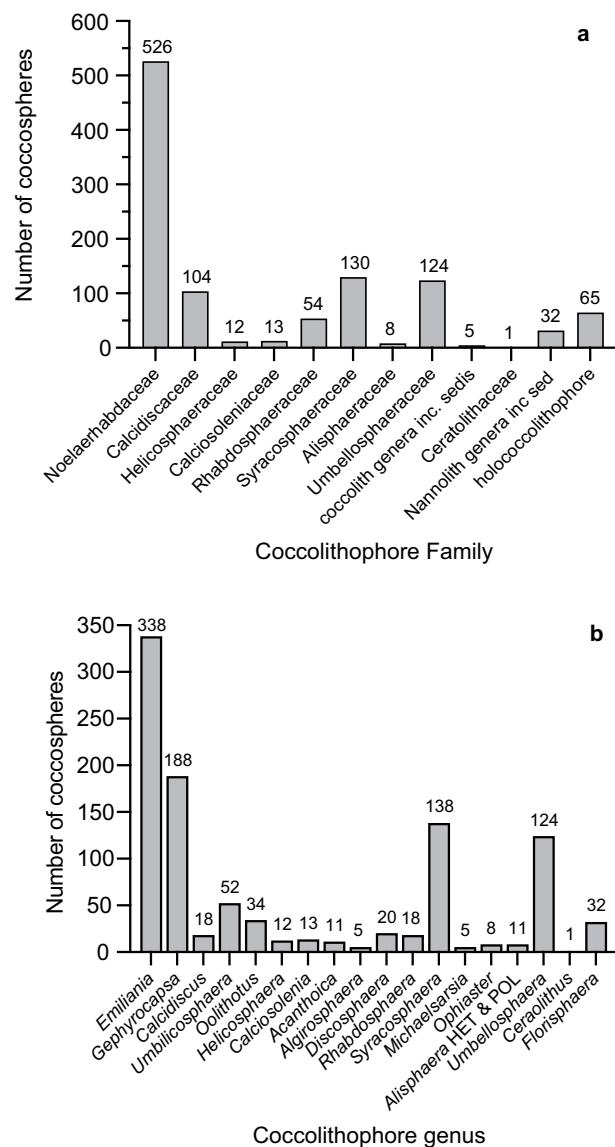 a
Number of coccospheres
600
500
400
300
200
100
0
526
104
12
13
54
130
8
124
5
1
32
65
Noelaerhabdaceae
Calcidiscaceae
Helicosphaeraceae
Calciosoleniaceae
Rhabdosphaeraceae
Syracosphaeraceae
Alisphaeraceae
Umbellosphaeraceae
coccolith genera inc. sedis
Ceratolithaceae
Nannolith genera inc sed
holococcolithophore
Coccolithophore Family
b
Number of coccospheres
350
300
250
200
150
100
50
0
338
188
18
52
34
12
13
11
5
20
18
138
5
8
11
124
1
32
Emiliania
Gephyrocapsa
Calcidiscus
Umbilicosphaera
Oolithotus
Helicosphaera
Calciosolenia
Acanthoica
Algirosphaera
Discosphaera
Rhabdosphaera
Syracosphaera
Michaelsarsia
Ophiaster
Alisphaera HET & POL
Umbellosphaera
Ceraolithus
Florisphaera
Coccolithophore genus